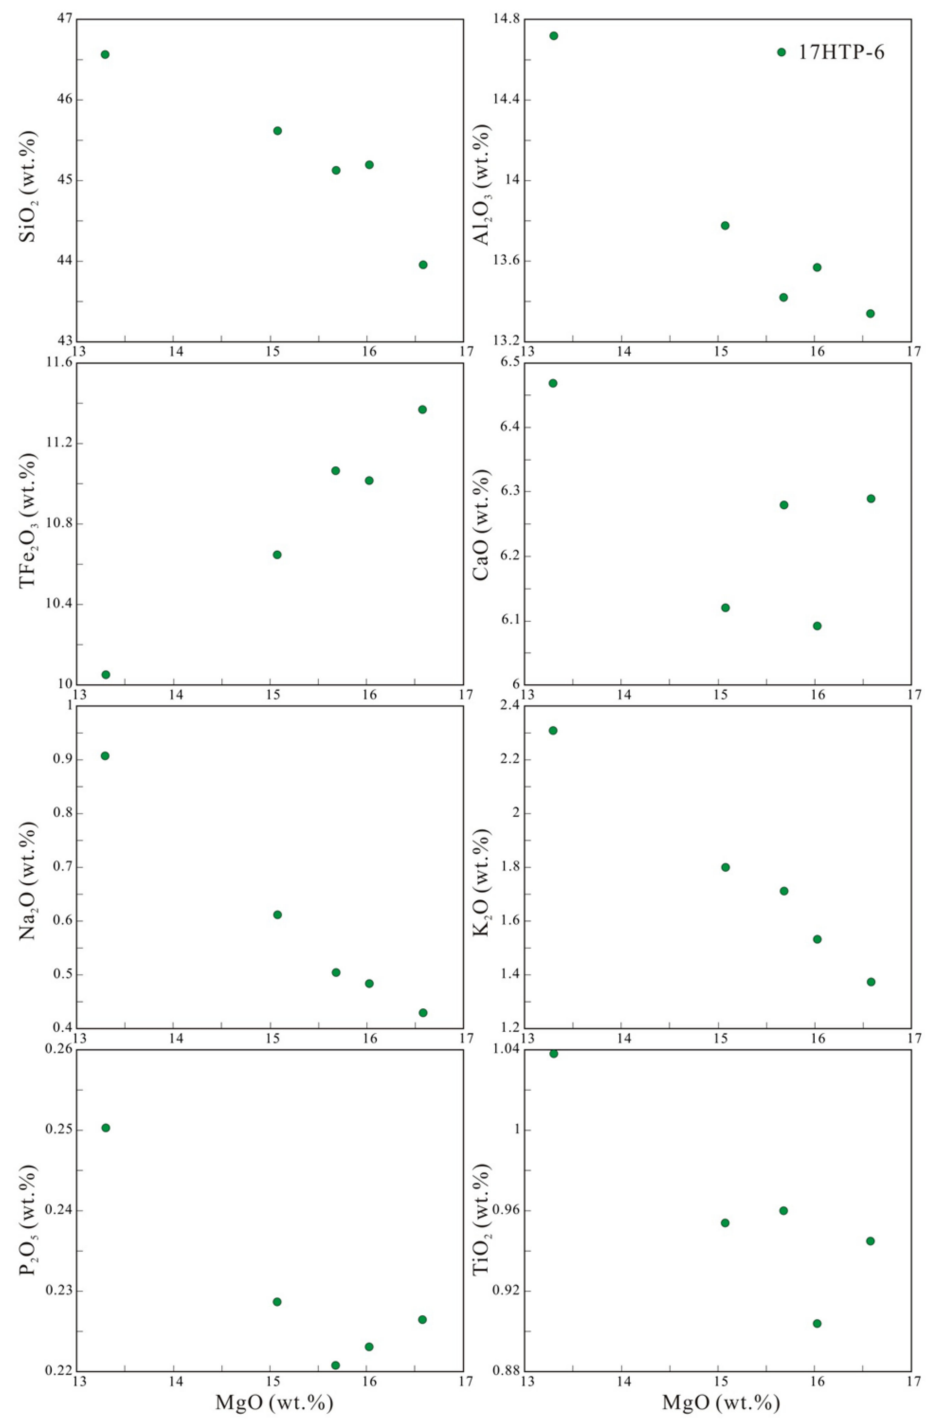 SiO₂ (wt.%)
47
46
45
44
43
13 14 15 16 17
Al₂O₃ (wt.%)
14.8
14.4
14
13.6
13.2
13 14 15 16 17
17HTP-6
TFe₂O₃ (wt.%)
11.6
11.2
10.8
10.4
10
13 14 15 16 17
CaO (wt.%)
6.5
6.4
6.3
6.2
6.1
6
13 14 15 16 17
Na₂O (wt.%)
1
0.9
0.8
0.7
0.6
0.5
0.4
13 14 15 16 17
K₂O (wt.%)
2.4
2.2
2
1.8
1.6
1.4
1.2
13 14 15 16 17
P₂O₅ (wt.%)
0.26
0.25
0.24
0.23
0.22
13 14 15 16 17
MgO (wt.%)
TiO₂ (wt.%)
1.04
1
0.96
0.92
0.88
13 14 15 16 17
MgO (wt.%)